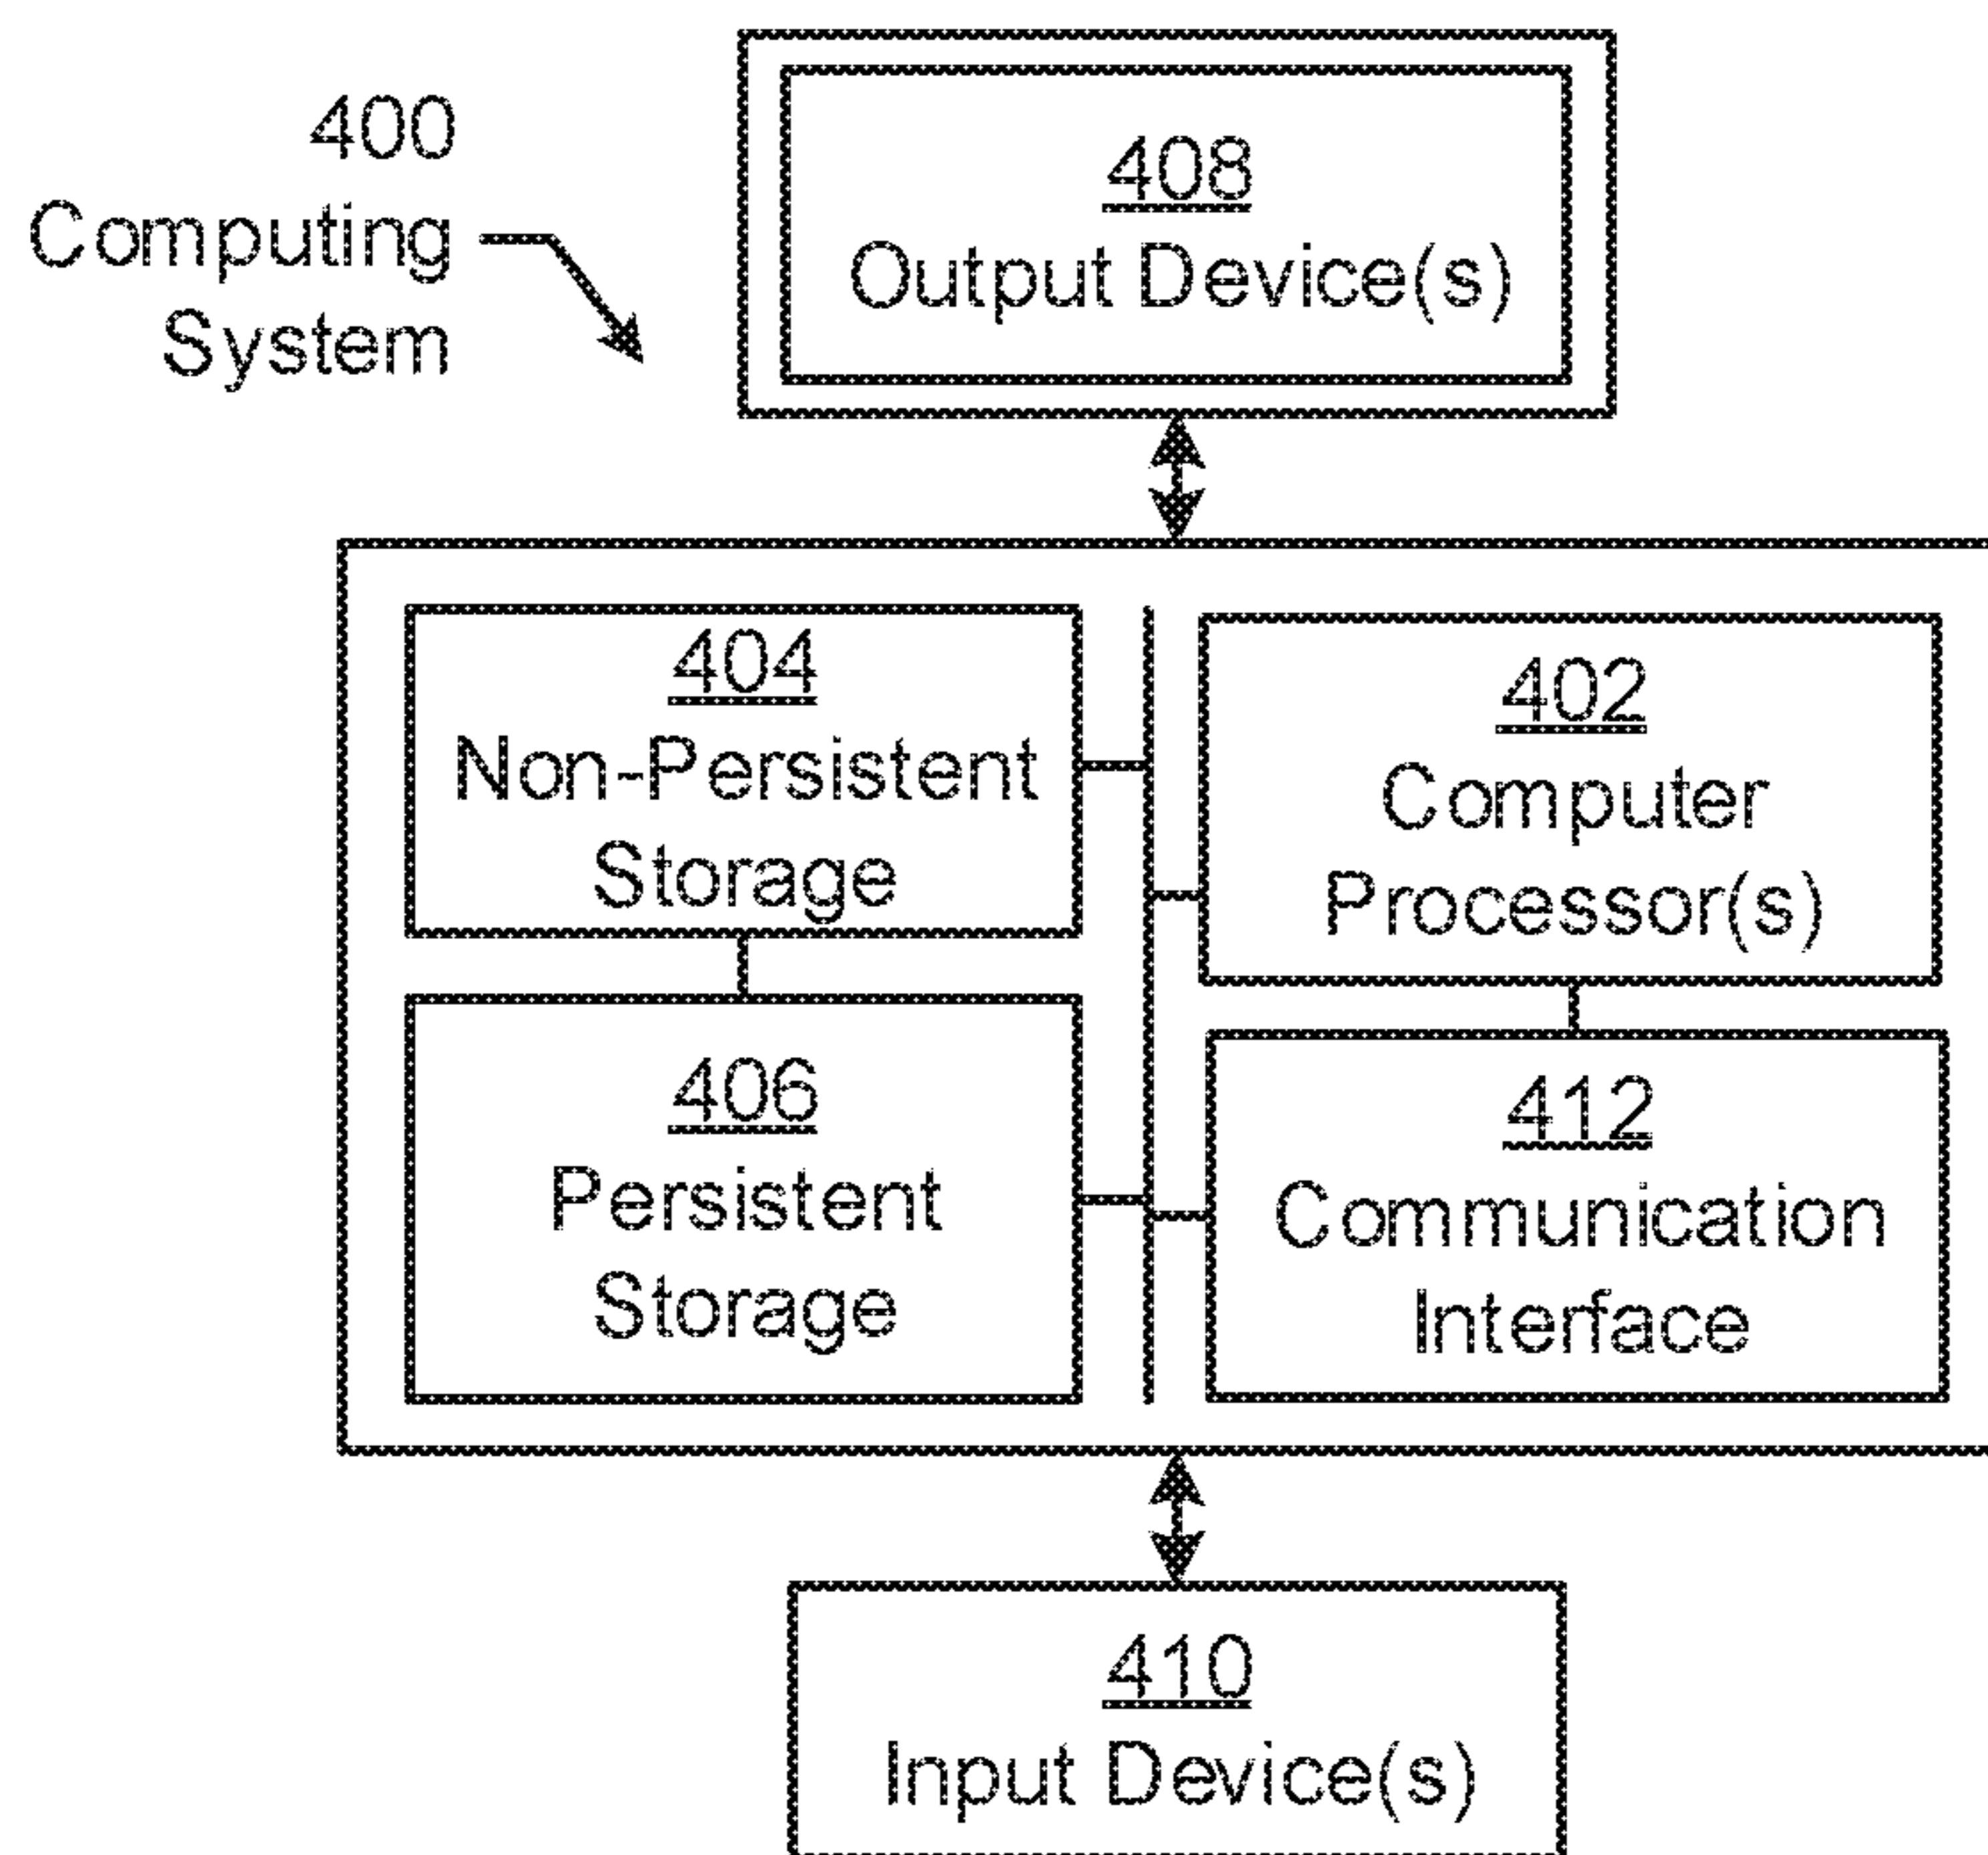 400
Computing
System
408
Output Device(s)
404
Non-Persistent
Storage
402
Computer
Processor(s)
406
Persistent
Storage
412
Communication
Interface
410
Input Device(s)